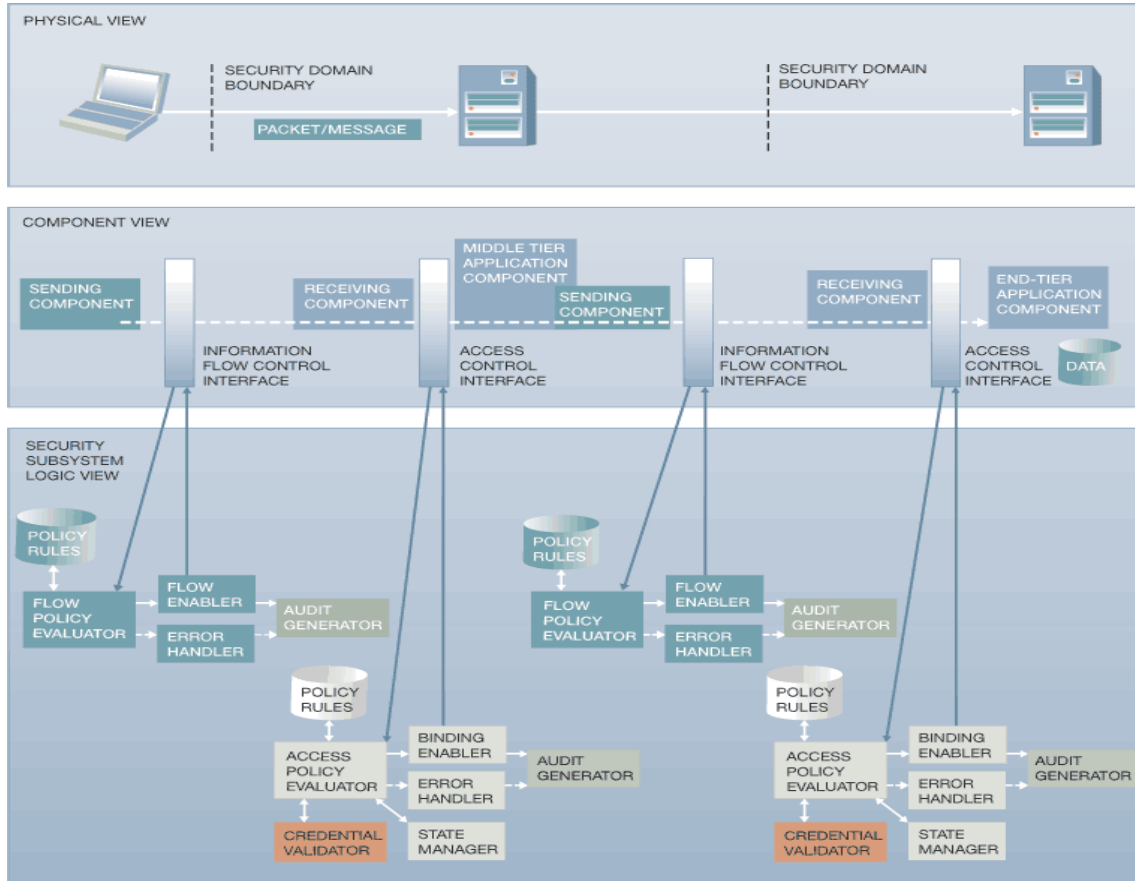 PHYSICAL VIEW
SECURITY DOMAIN
BOUNDARY
PACKET/MESSAGE
SECURITY DOMAIN
BOUNDARY
COMPONENT VIEW
SENDING
COMPONENT
RECEIVING
COMPONENT
MIDDLE TIER
APPLICATION
COMPONENT
SENDING
COMPONENT
RECEIVING
COMPONENT
END-TIER
APPLICATION
COMPONENT
INFORMATION
FLOW CONTROL
INTERFACE
ACCESS
CONTROL
INTERFACE
INFORMATION
FLOW CONTROL
INTERFACE
ACCESS
CONTROL
INTERFACE
DATA
SECURITY
SUBSYSTEM
LOGIC VIEW
POLICY
RULES
FLOW
POLICY
EVALUATOR
FLOW
ENABLER
ERROR
HANDLER
AUDIT
GENERATOR
POLICY
RULES
FLOW
POLICY
EVALUATOR
FLOW
ENABLER
ERROR
HANDLER
AUDIT
GENERATOR
POLICY
RULES
ACCESS
POLICY
EVALUATOR
BINDING
ENABLER
ERROR
HANDLER
AUDIT
GENERATOR
CREDENTIAL
VALIDATOR
STATE
MANAGER
POLICY
RULES
ACCESS
POLICY
EVALUATOR
BINDING
ENABLER
ERROR
HANDLER
AUDIT
GENERATOR
CREDENTIAL
VALIDATOR
STATE
MANAGER